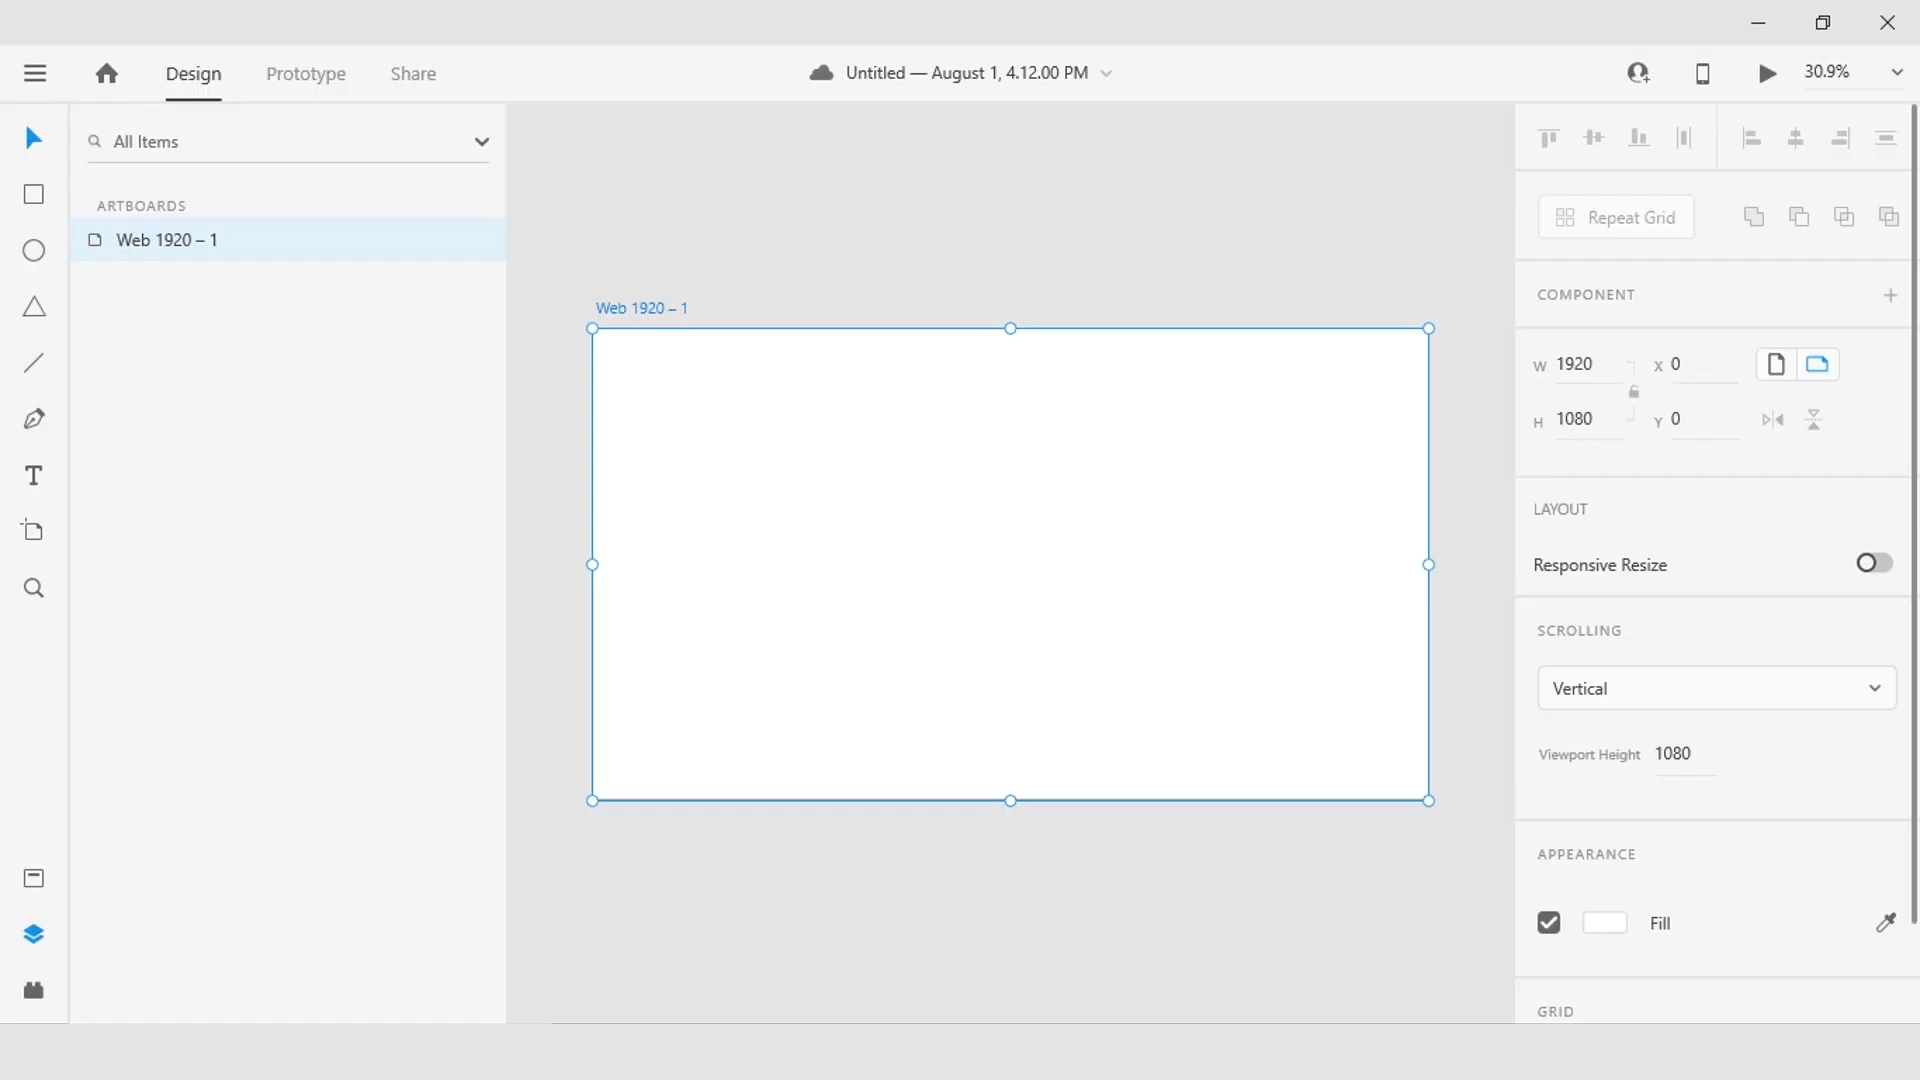 Design Prototype Share
Untitled — August 1, 4.12.00 PM
30.9%
All Items
ARTBOARDS
Web 1920 – 1
Web 1920 – 1
Repeat Grid
COMPONENT
W 1920 X 0
H 1080 Y 0
LAYOUT
Responsive Resize
SCROLLING
Vertical
Viewport Height 1080
APPEARANCE
Fill
GRID